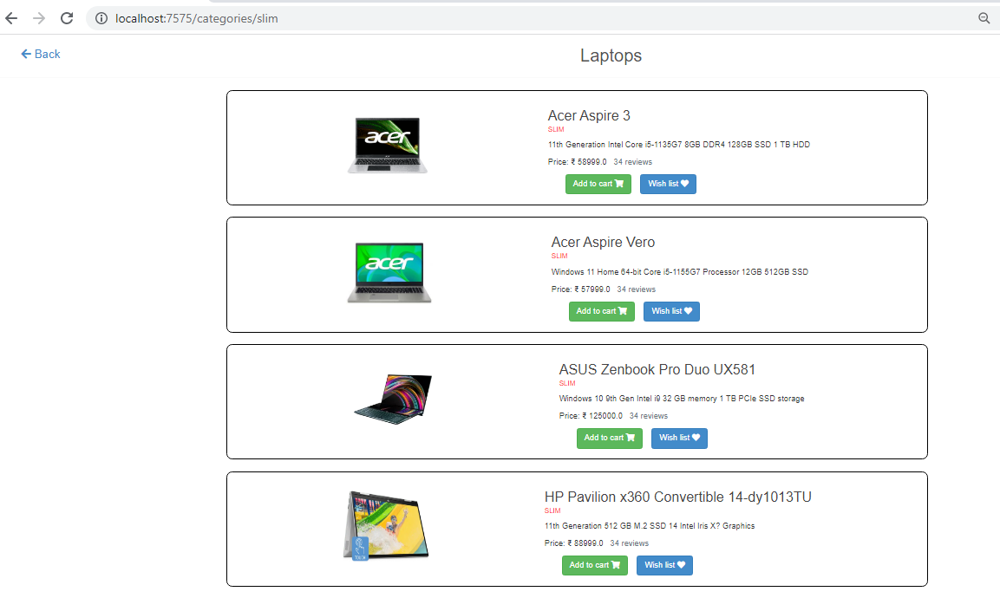 localhost:7575/categories/slim
Back
Laptops
acer
Acer Aspire 3
SLIM
11th Generation Intel Core i5-1135G7 8GB DDR4 128GB SSD 1 TB HDD
Price: ₹ 58999.0 34 reviews
Add to cart Wish list
acer
Acer Aspire Vero
SLIM
Windows 11 Home 64-bit Core i5-1155G7 Processor 12GB 512GB SSD
Price: ₹ 57999.0 34 reviews
Add to cart Wish list
ASUS Zenbook Pro Duo UX581
SLIM
Windows 10 9th Gen Intel i9 32 GB memory 1 TB PCIe SSD storage
Price: ₹ 125000.0 34 reviews
Add to cart Wish list
HP Pavilion x360 Convertible 14-dy1013TU
SLIM
11th Generation 512 GB M.2 SSD 14 Intel Iris X? Graphics
Price: ₹ 88999.0 34 reviews
Add to cart Wish list